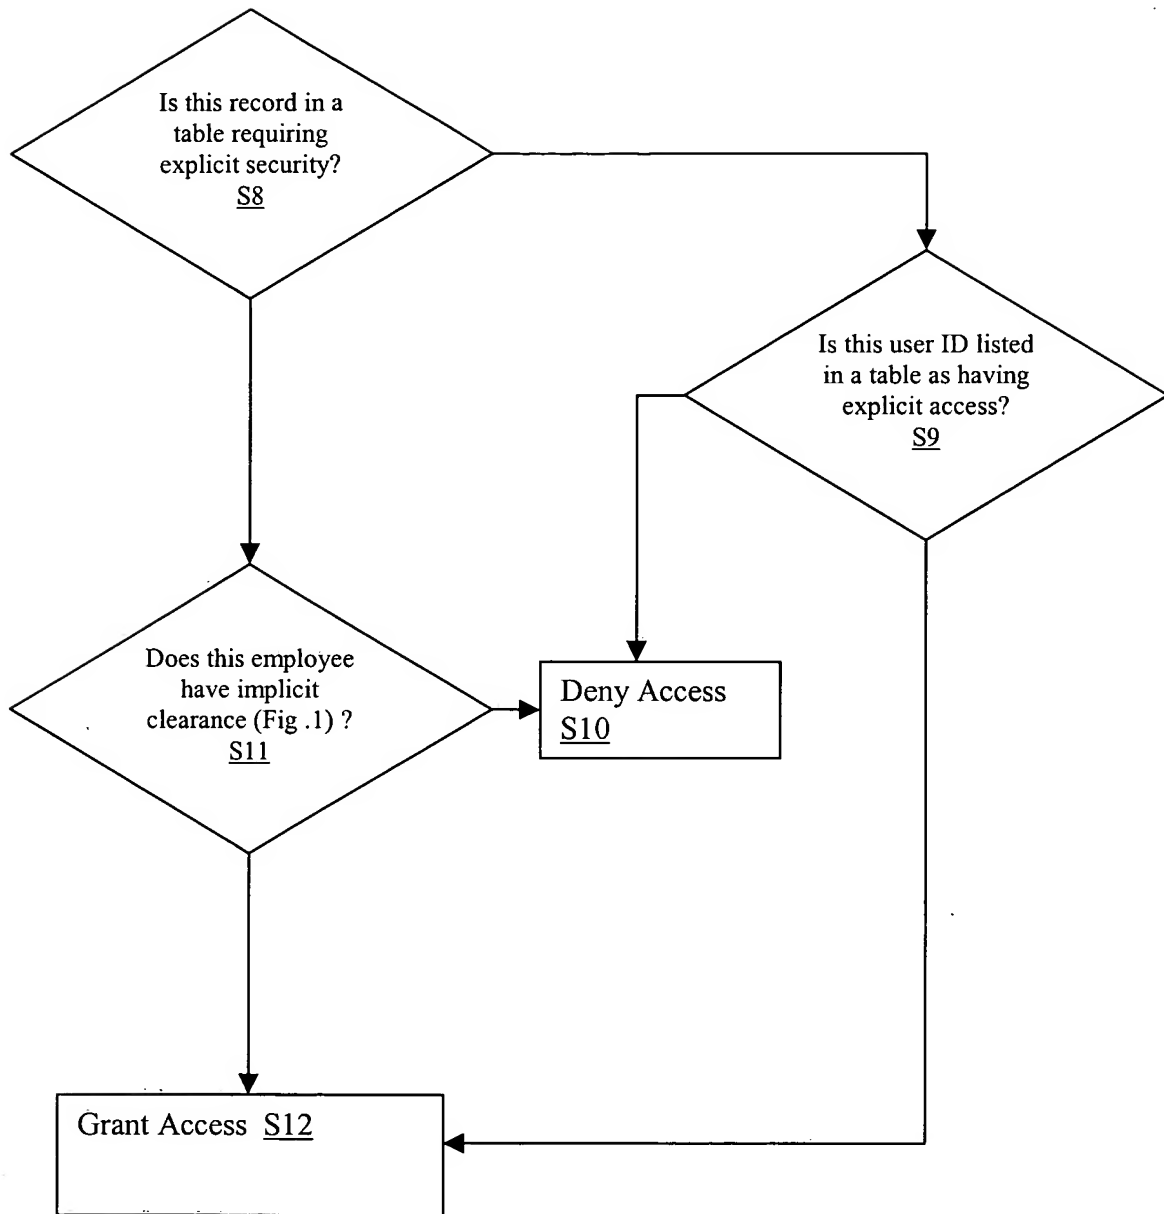 Is this record in a
table requiring
explicit security?
S8
Is this user ID listed
in a table as having
explicit access?
S9
Does this employee
have implicit
clearance (Fig .1) ?
S11
Deny Access
S10
Grant Access S12